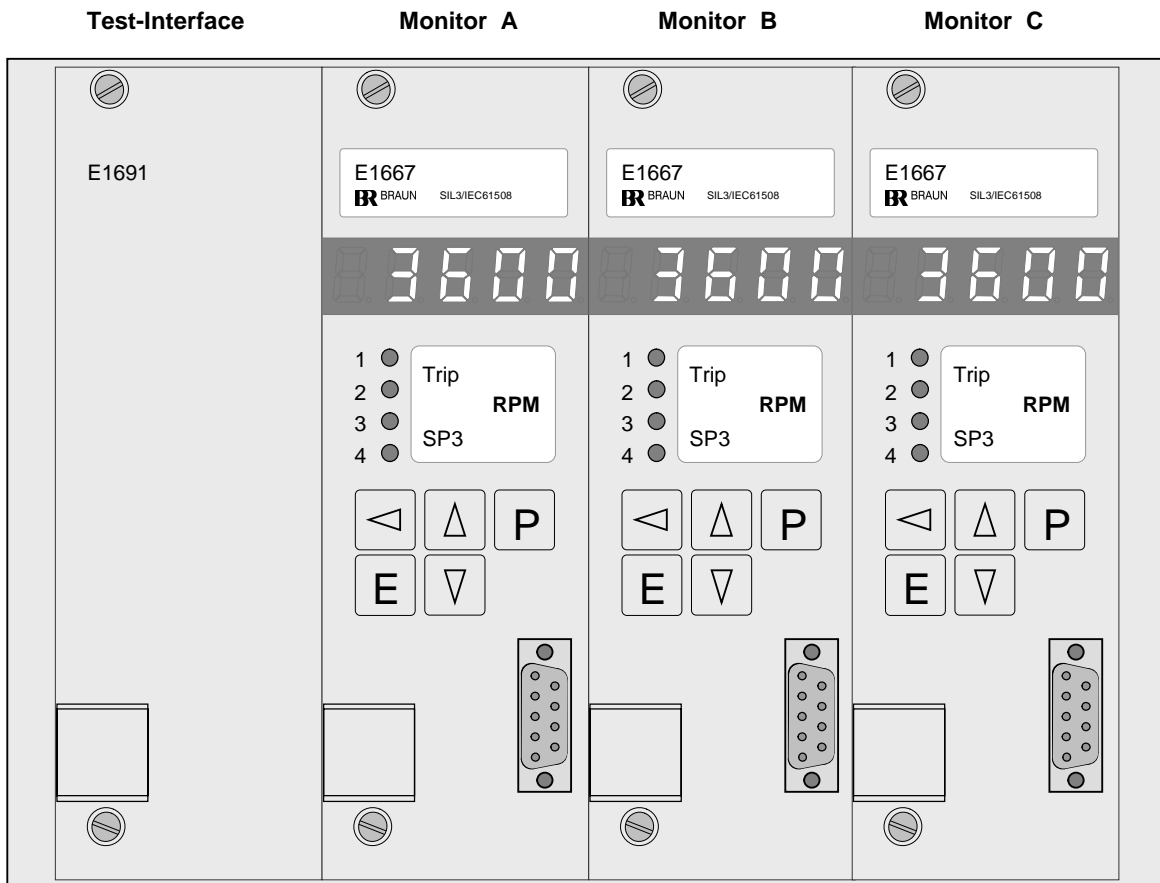 Test-Interface Monitor A Monitor B Monitor C
E1691
E1667
BR BRAUN SIL3/IEC61508
E1667
BR BRAUN SIL3/IEC61508
E1667
BR BRAUN SIL3/IEC61508
3600
3600
3600
1
2
3
4
Trip
RPM
SP3
1
2
3
4
Trip
RPM
SP3
1
2
3
4
Trip
RPM
SP3
P
E
P
E
P
E